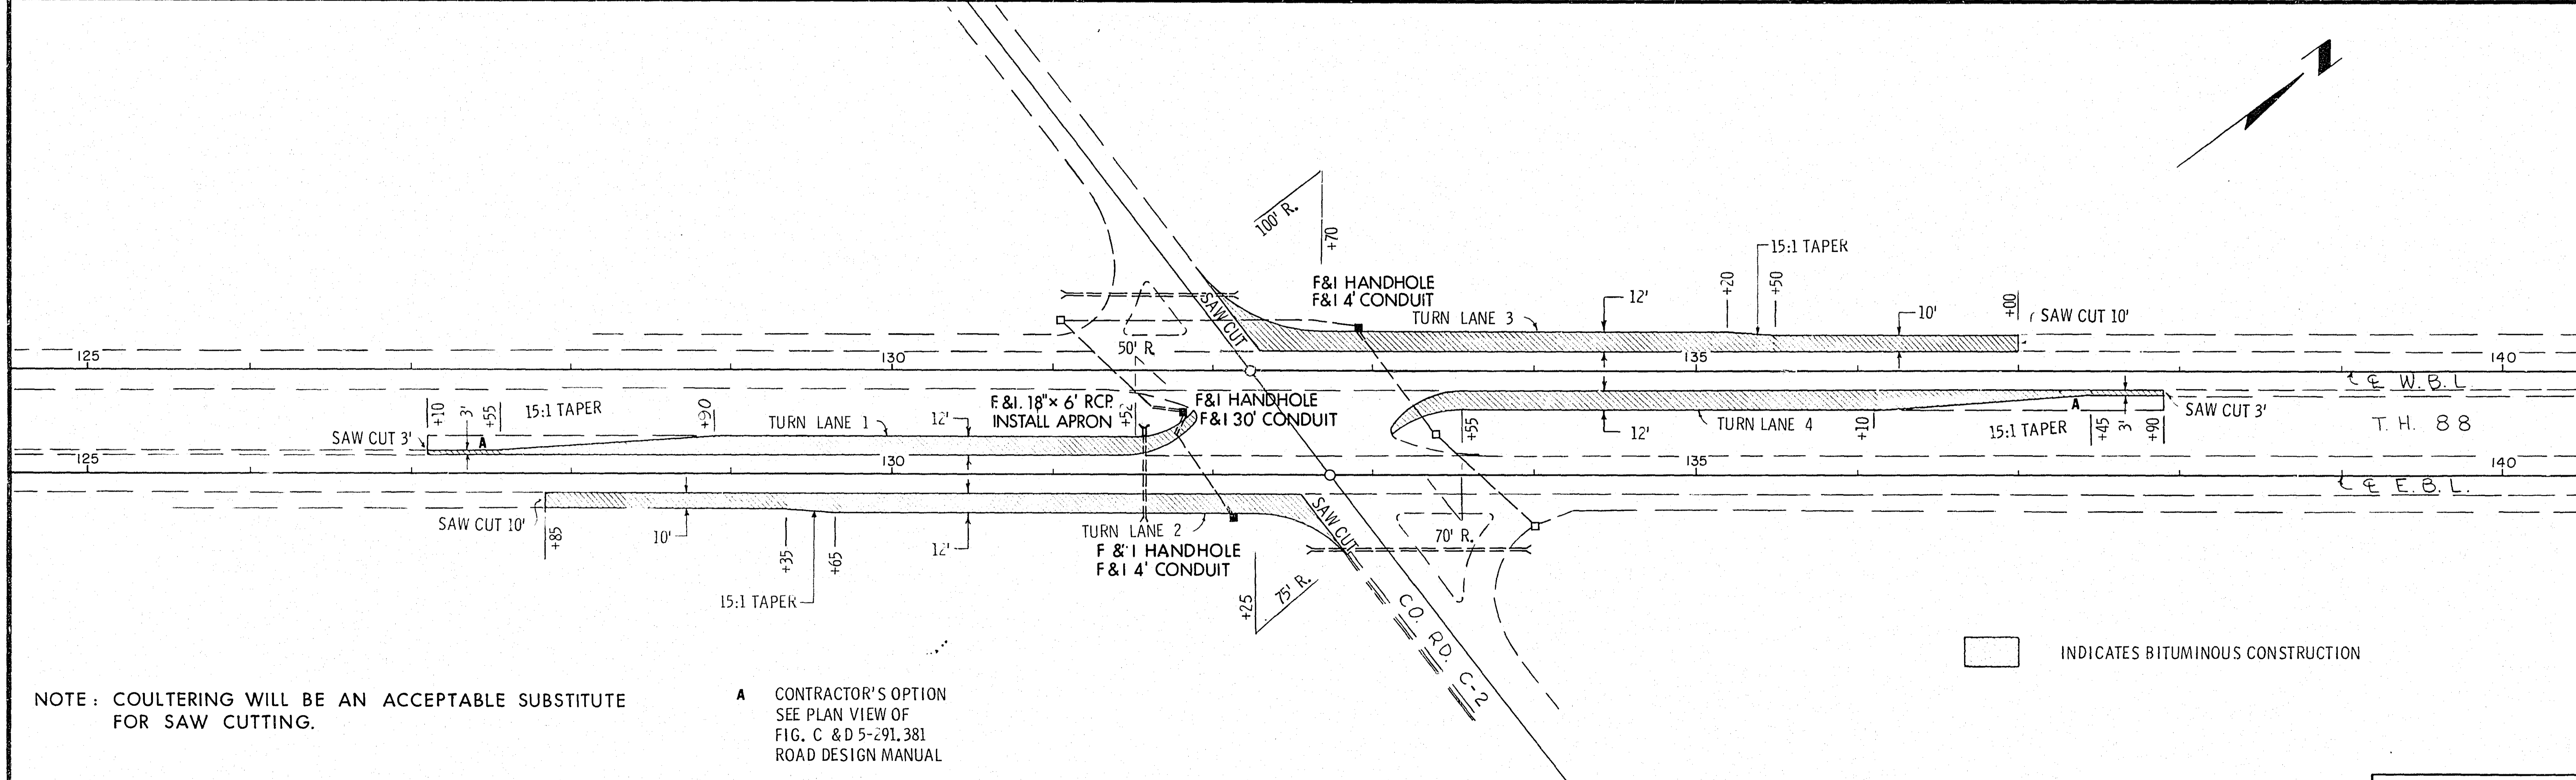 N
100' R.
+70
15:1 TAPER
F&I HANDHOLE
F&I 4' CONDUIT
12'
+20
+50
+00
TURN LANE 3
10'
SAW CUT 10'
SAW CUT
125
130
50' R.
135
140
℄ W.B.L.
+10
3'
+55
15:1 TAPER
+90
F.&I. 18"× 6' RCP.
INSTALL APRON
+52
F&I HANDHOLE
F&I 30' CONDUIT
SAW CUT 3'
A
TURN LANE 1
12'
+55
12'
TURN LANE 4
+10
15:1 TAPER
A
+45
3'
+90
SAW CUT 3'
T.H. 88
125
130
135
140
℄ E.B.L.
SAW CUT 10'
+85
10'
+35
+65
12'
TURN LANE 2
F & I HANDHOLE
F&I 4' CONDUIT
SAW CUT
70' R.
15:1 TAPER
+25
75' R.
CO. RD. C-2
INDICATES BITUMINOUS CONSTRUCTION
NOTE: COULTERING WILL BE AN ACCEPTABLE SUBSTITUTE
FOR SAW CUTTING.
A CONTRACTOR'S OPTION
SEE PLAN VIEW OF
FIG. C & D 5-291.381
ROAD DESIGN MANUAL